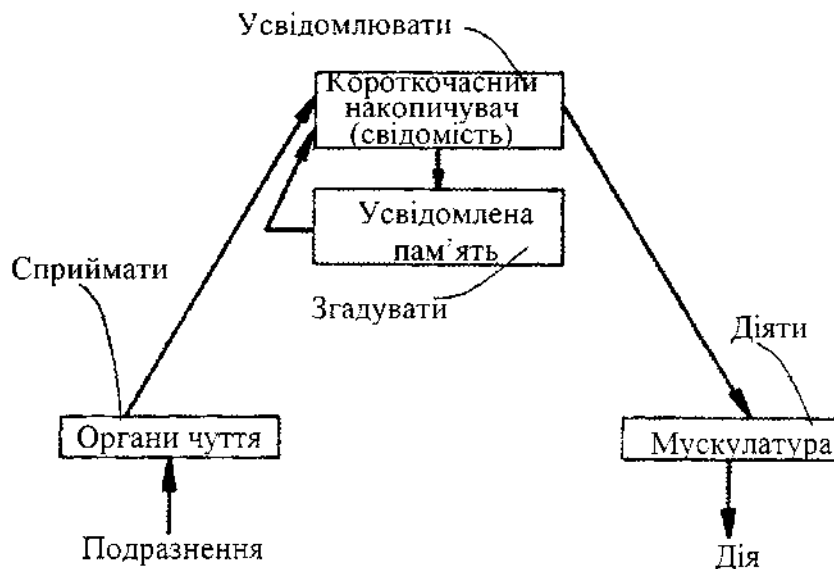 Усвідомлювати
Короткочасний
накопичувач
(свідомість)
Усвідомлена
пам’ять
Сприймати
Згадувати
Діяти
Органи чуття
Мускулатура
Подразнення
Дія